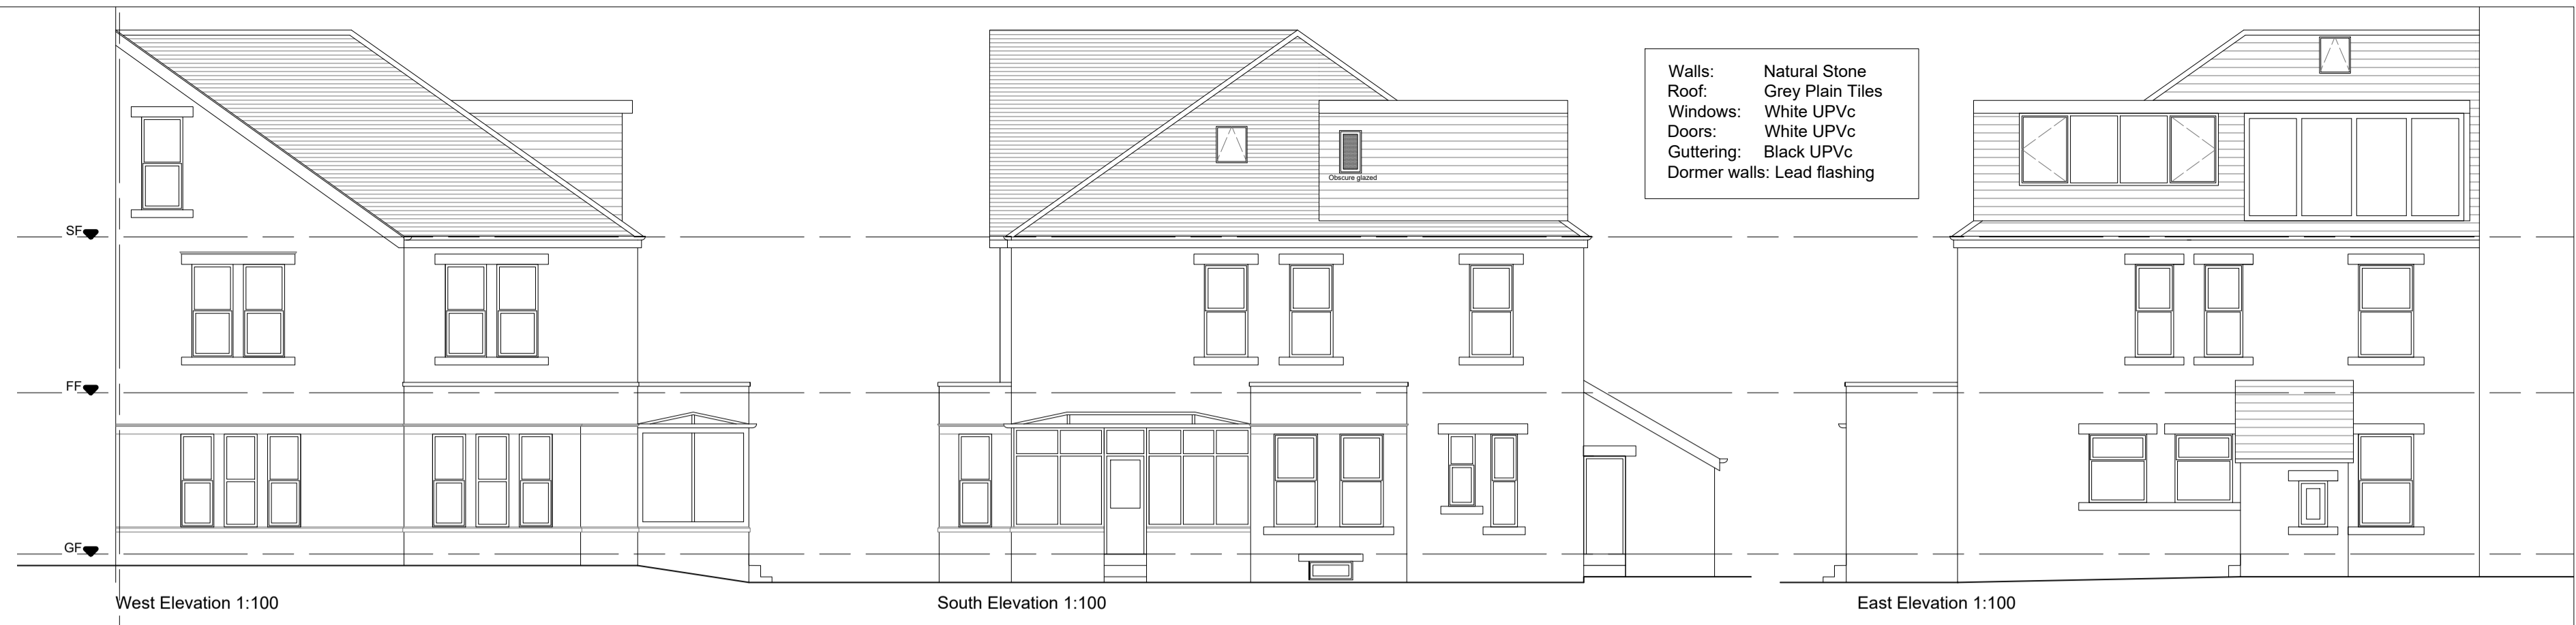 Walls: Natural Stone
Roof: Grey Plain Tiles
Windows: White UPVc
Doors: White UPVc
Guttering: Black UPVc
Dormer walls: Lead flashing
Obscure glazed
SF
FF
GF
West Elevation 1:100
South Elevation 1:100
East Elevation 1:100